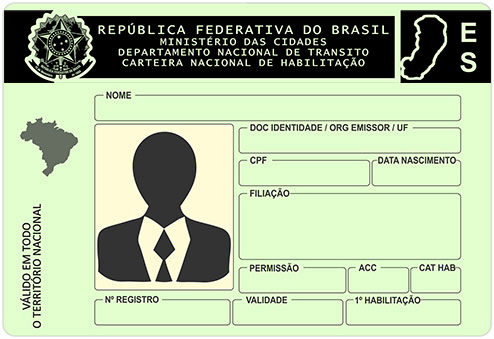 REPÚBLICA FEDERATIVA DO BRASIL
MINISTÉRIO DAS CIDADES
DEPARTAMENTO NACIONAL DE TRANSITO
CARTEIRA NACIONAL DE HABILITAÇÃO
E
S
NOME
DOC IDENTIDADE / ORG EMISSOR / UF
CPF
DATA NASCIMENTO
FILIAÇÃO
PERMISSÃO
ACC
CAT HAB
Nº REGISTRO
VALIDADE
1º HABILITAÇÃO
VÁLIDO EM TODO
O TERRITÓRIO NACIONAL